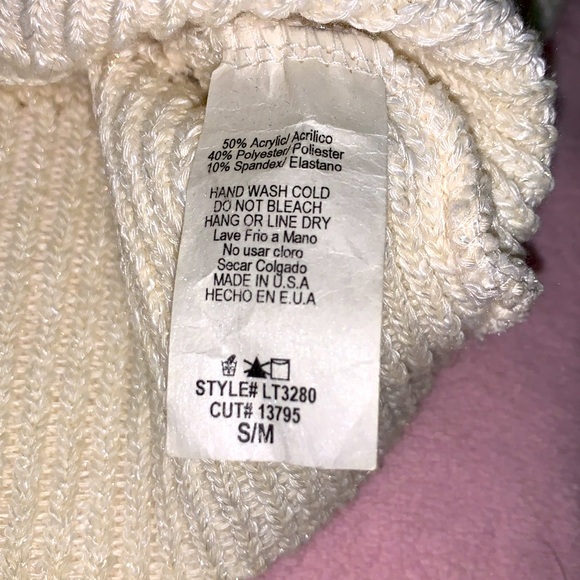 50% Acrylic/ Acrilico
40% Polyester/ Poliester
10% Spandex/ Elastano
HAND WASH COLD
DO NOT BLEACH
HANG OR LINE DRY
Lave Frio a Mano
No usar cloro
Secar Colgado
MADE IN U.S.A
HECHO EN E.U.A
STYLE# LT3280
CUT# 13795
S/M